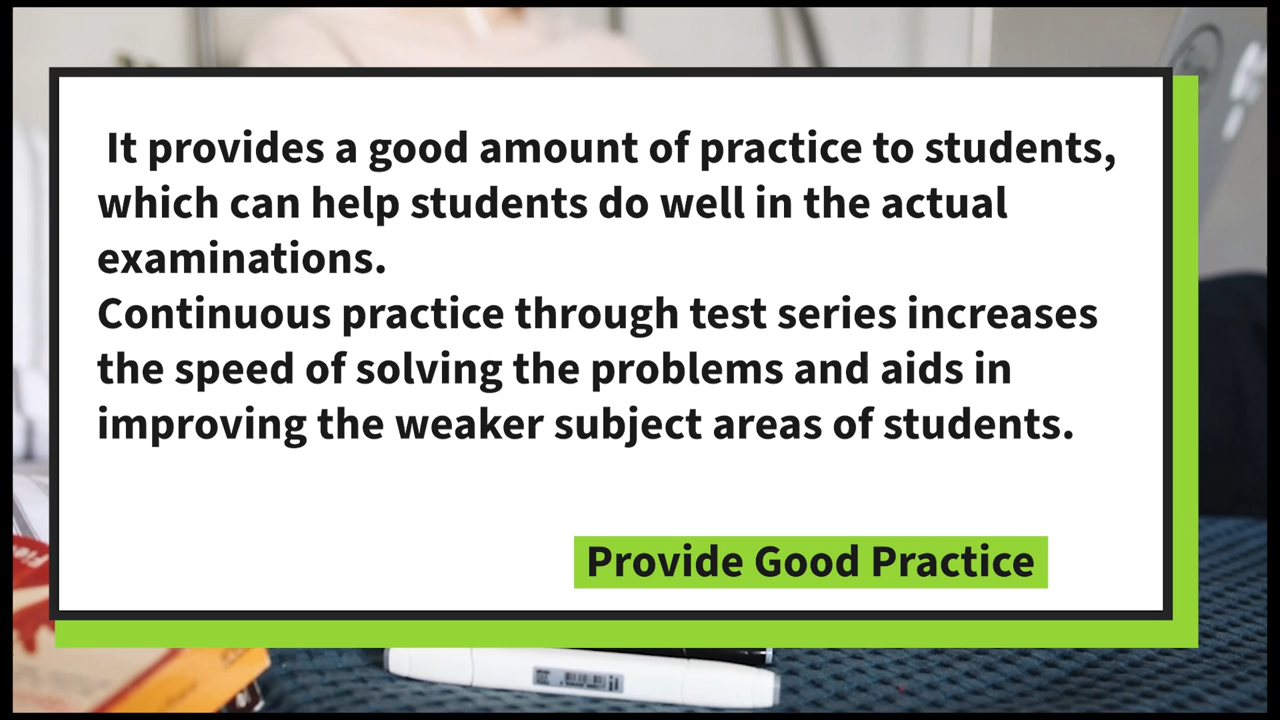 It provides a good amount of practice to students,
which can help students do well in the actual
examinations.
Continuous practice through test series increases
the speed of solving the problems and aids in
improving the weaker subject areas of students.
Provide Good Practice